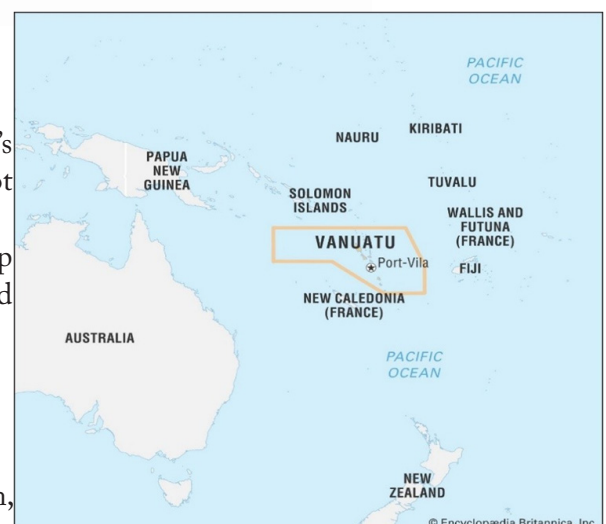 PACIFIC
OCEAN
's
NAURU
KIRIBATI
PAPUA
NEW
GUINEA
ot
TUVALU
SOLOMON
ISLANDS
WALLIS AND
FUTUNA
(FRANCE)
VANUATU
p
Port-Vila
FIJI
d
NEW CALEDONIA
(FRANCE)
AUSTRALIA
PACIFIC
OCEAN
NEW
ZEALAND
n,
© Encyclopædia Britannica, Inc.